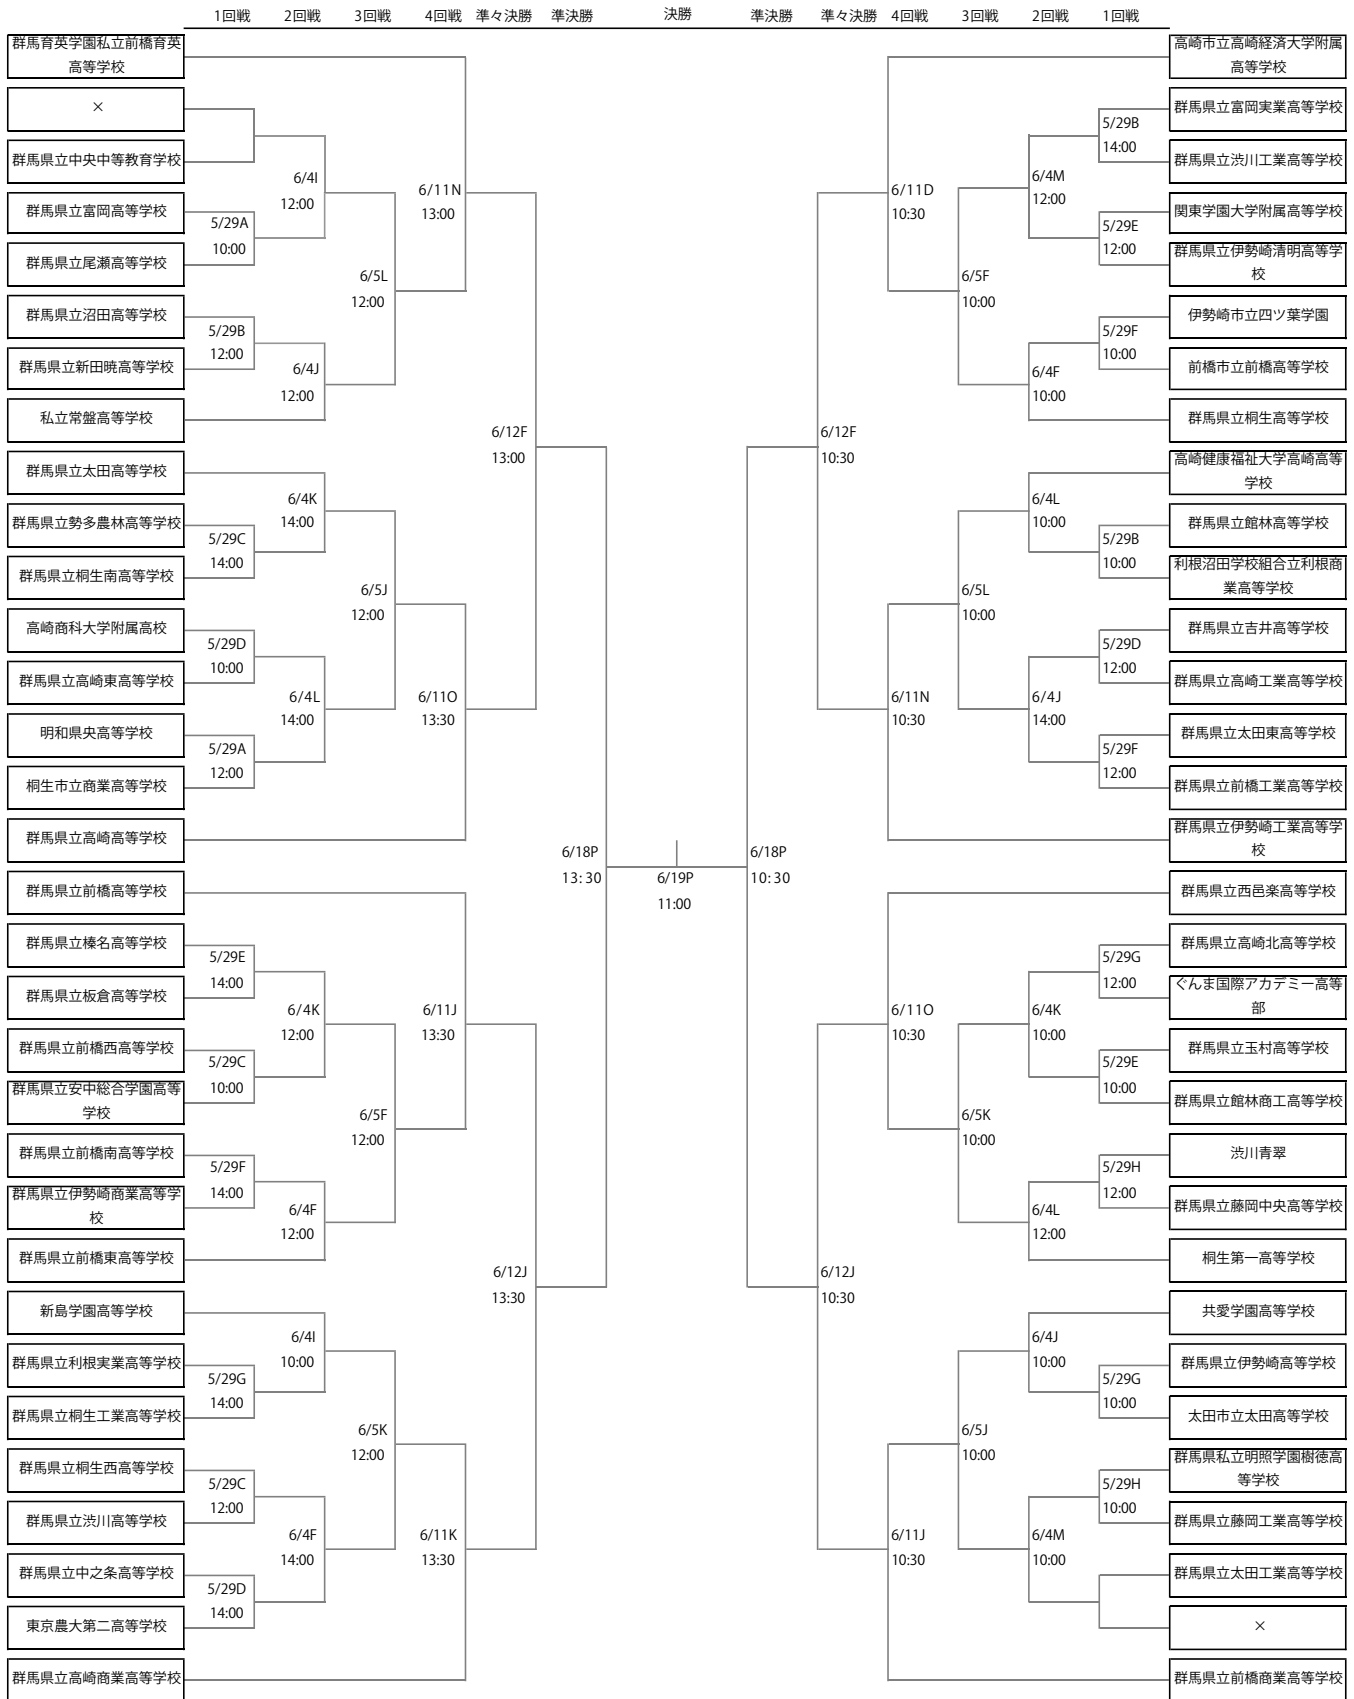 1回戦 2回戦 3回戦 4回戦 準々決勝 準決勝 決勝 準決勝 準々決勝 4回戦 3回戦 2回戦 1回戦
群馬育英学園私立前橋育英
高等学校
×
群馬県立中央中等教育学校
6/4I
12:00
群馬県立富岡高等学校
5/29A
10:00
群馬県立尾瀬高等学校
6/11N
13:00
6/5L
12:00
群馬県立沼田高等学校
5/29B
12:00
群馬県立新田暁高等学校
6/4J
12:00
私立常盤高等学校
6/12F
13:00
群馬県立太田高等学校
6/4K
14:00
群馬県立勢多農林高等学校
5/29C
14:00
群馬県立桐生南高等学校
6/5J
12:00
高崎商科大学附属高校
5/29D
10:00
群馬県立高崎東高等学校
6/4L
14:00
6/11O
13:30
明和県央高等学校
5/29A
12:00
桐生市立商業高等学校
群馬県立高崎高等学校
6/18P
13:30
群馬県立前橋高等学校
群馬県立榛名高等学校
5/29E
14:00
群馬県立板倉高等学校
6/4K
12:00
6/11J
13:30
群馬県立前橋西高等学校
5/29C
10:00
群馬県立安中総合学園高等
学校
6/5F
12:00
群馬県立前橋南高等学校
5/29F
14:00
群馬県立伊勢崎商業高等学
校
6/4F
12:00
群馬県立前橋東高等学校
6/12J
13:30
新島学園高等学校
6/4I
10:00
群馬県立利根実業高等学校
5/29G
14:00
群馬県立桐生工業高等学校
6/5K
12:00
群馬県立桐生西高等学校
5/29C
12:00
群馬県立渋川高等学校
6/4F
14:00
6/11K
13:30
群馬県立中之条高等学校
5/29D
14:00
東京農大第二高等学校
群馬県立高崎商業高等学校
6/19P
11:00
高崎市立高崎経済大学附属
高等学校
群馬県立富岡実業高等学校
5/29B
14:00
群馬県立渋川工業高等学校
6/4M
12:00
6/11D
10:30
関東学園大学附属高等学校
5/29E
12:00
群馬県立伊勢崎清明高等学
校
6/5F
10:00
伊勢崎市立四ツ葉学園
5/29F
10:00
前橋市立前橋高等学校
6/4F
10:00
群馬県立桐生高等学校
6/12F
10:30
高崎健康福祉大学高崎高等
学校
6/4L
10:00
群馬県立館林高等学校
5/29B
10:00
利根沼田学校組合立利根商
業高等学校
6/5L
10:00
群馬県立吉井高等学校
5/29D
12:00
群馬県立高崎工業高等学校
6/4J
14:00
6/11N
10:30
群馬県立太田東高等学校
5/29F
12:00
群馬県立前橋工業高等学校
群馬県立伊勢崎工業高等学
校
6/18P
10:30
群馬県立西邑楽高等学校
群馬県立高崎北高等学校
5/29G
12:00
ぐんま国際アカデミー高等
部
6/4K
10:00
6/11O
10:30
群馬県立玉村高等学校
5/29E
10:00
群馬県立館林商工高等学校
6/5K
10:00
渋川青翠
5/29H
12:00
群馬県立藤岡中央高等学校
6/4L
12:00
桐生第一高等学校
6/12J
10:30
共愛学園高等学校
6/4J
10:00
群馬県立伊勢崎高等学校
5/29G
10:00
太田市立太田高等学校
6/5J
10:00
群馬県私立明照学園樹徳高
等学校
5/29H
10:00
群馬県立藤岡工業高等学校
6/4M
10:00
6/11J
10:30
群馬県立太田工業高等学校
×
群馬県立前橋商業高等学校